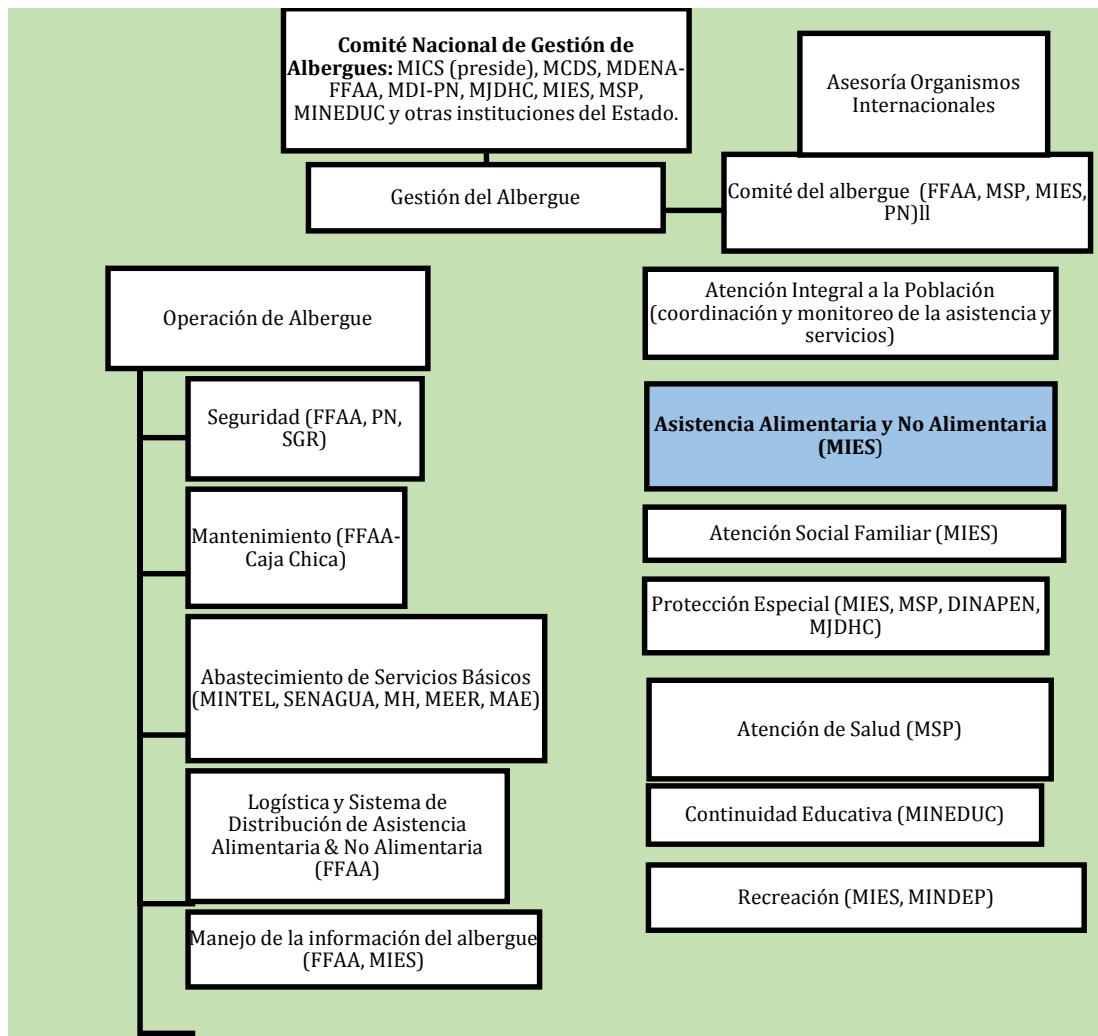 Comité Nacional de Gestión de
Albergues: MICS (preside), MCDS, MDENA-
FFAA, MDI-PN, MJDHC, MIES, MSP,
MINEDUC y otras instituciones del Estado.
Asesoría Organismos
Internacionales
Gestión del Albergue
Comité del albergue (FFAA, MSP, MIES,
PN)ll
Operación de Albergue
Seguridad (FFAA, PN,
SGR)
Mantenimiento (FFAA-
Caja Chica)
Abastecimiento de Servicios Básicos
(MINTEL, SENAGUA, MH, MEER, MAE)
Logística y Sistema de
Distribución de Asistencia
Alimentaria & No Alimentaria
(FFAA)
Manejo de la información del albergue
(FFAA, MIES)
Atención Integral a la Población
(coordinación y monitoreo de la asistencia y
servicios)
Asistencia Alimentaria y No Alimentaria
(MIES)
Atención Social Familiar (MIES)
Protección Especial (MIES, MSP, DINAPEN,
MJDHC)
Atención de Salud (MSP)
Continuidad Educativa (MINEDUC)
Recreación (MIES, MINDEP)